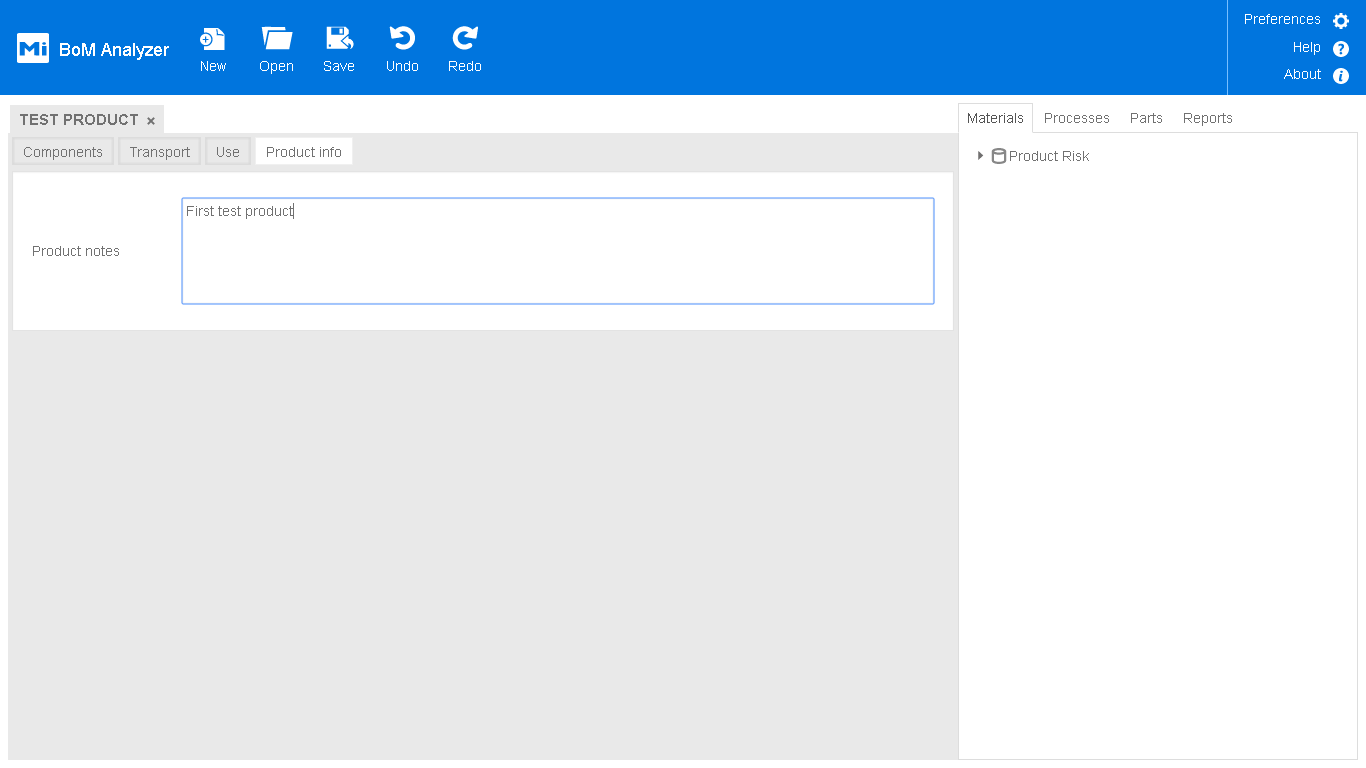 Mi BoM Analyzer
New Open Save Undo Redo
Preferences
Help
About
TEST PRODUCT ×
Components Transport Use Product info
Product notes
First test product
Materials Processes Parts Reports
Product Risk